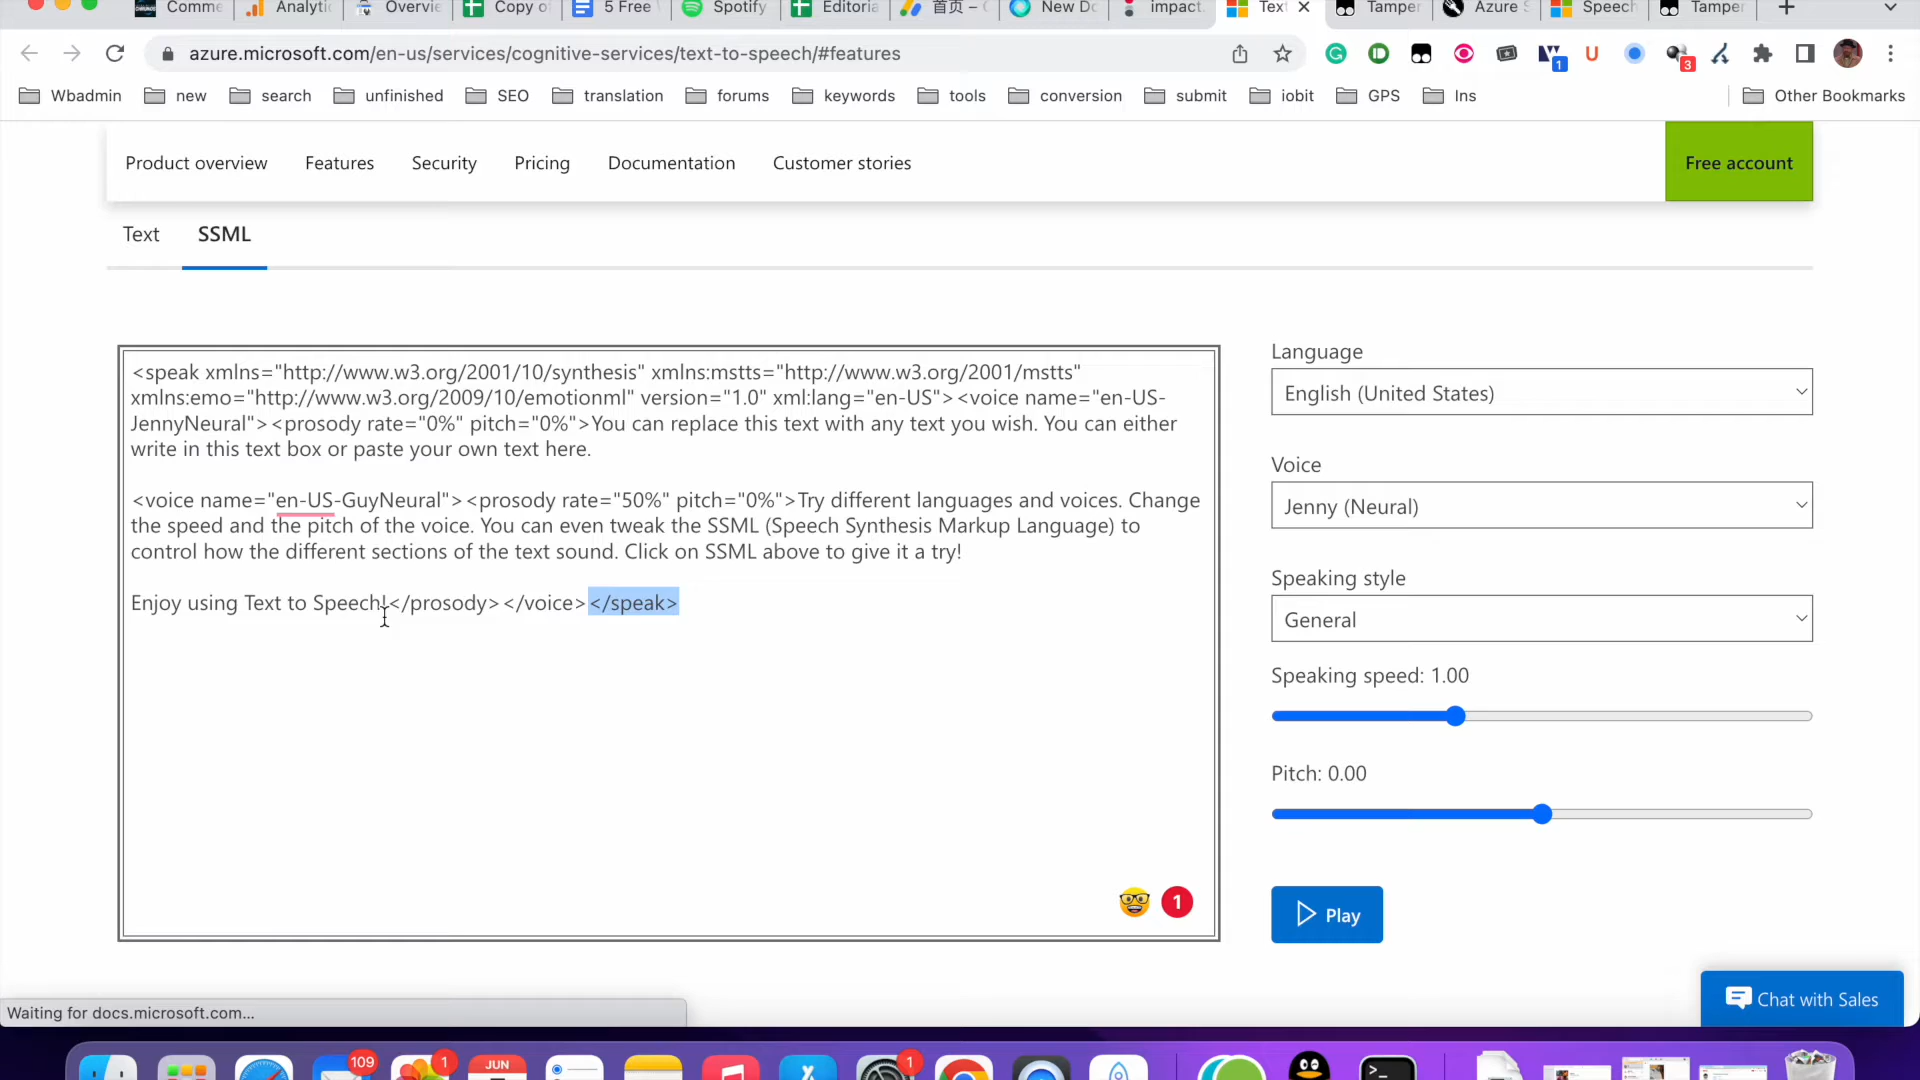 Comme
Analytic
Overvie
Copy of
5 Free
Spotify
Editoria
首页 –
New Do
impact.
Text
Tamper
Azure S
Speech
Tamper
azure.microsoft.com/en-us/services/cognitive-services/text-to-speech/#features
1
3
Wbadmin
new
search
unfinished
SEO
translation
forums
keywords
tools
conversion
submit
iobit
GPS
Ins
Other Bookmarks
Product overview
Features
Security
Pricing
Documentation
Customer stories
Free account
Text
SSML
<speak xmlns="http://www.w3.org/2001/10/synthesis" xmlns:mstts="http://www.w3.org/2001/mstts"
xmlns:emo="http://www.w3.org/2009/10/emotionml" version="1.0" xml:lang="en-US"><voice name="en-US-
JennyNeural"><prosody rate="0%" pitch="0%">You can replace this text with any text you wish. You can either
write in this text box or paste your own text here.
<voice name="en-US-GuyNeural"><prosody rate="50%" pitch="0%">Try different languages and voices. Change
the speed and the pitch of the voice. You can even tweak the SSML (Speech Synthesis Markup Language) to
control how the different sections of the text sound. Click on SSML above to give it a try!
Enjoy using Text to Speech!</prosody></voice></speak>
1
Language
English (United States)
Voice
Jenny (Neural)
Speaking style
General
Speaking speed: 1.00
Pitch: 0.00
Play
Chat with Sales
Waiting for docs.microsoft.com...
109
1
JUN
1